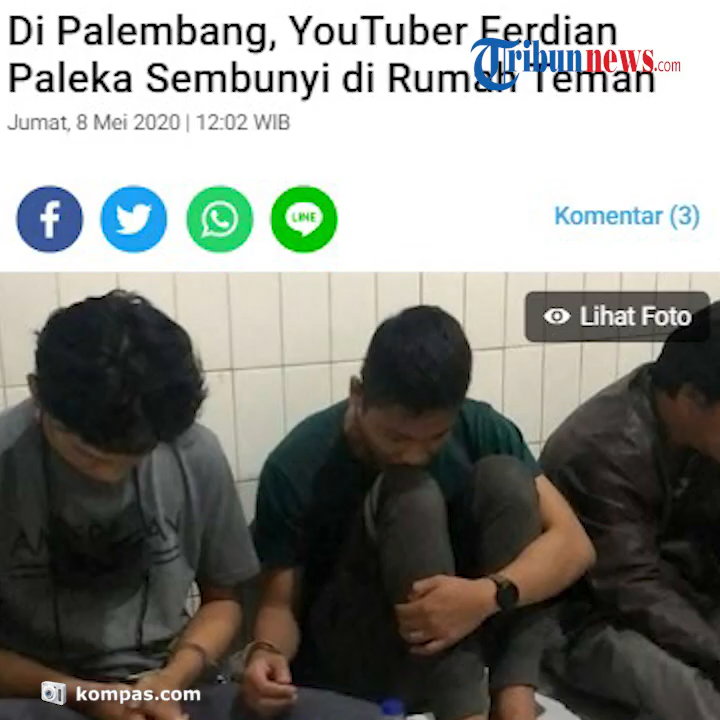 Di Palembang, YouTuber Ferdian
Paleka Sembunyi di Rumah Teman
Tribunnews.com
Jumat, 8 Mei 2020 | 12:02 WIB
LINE
Komentar (3)
Lihat Foto
kompas.com